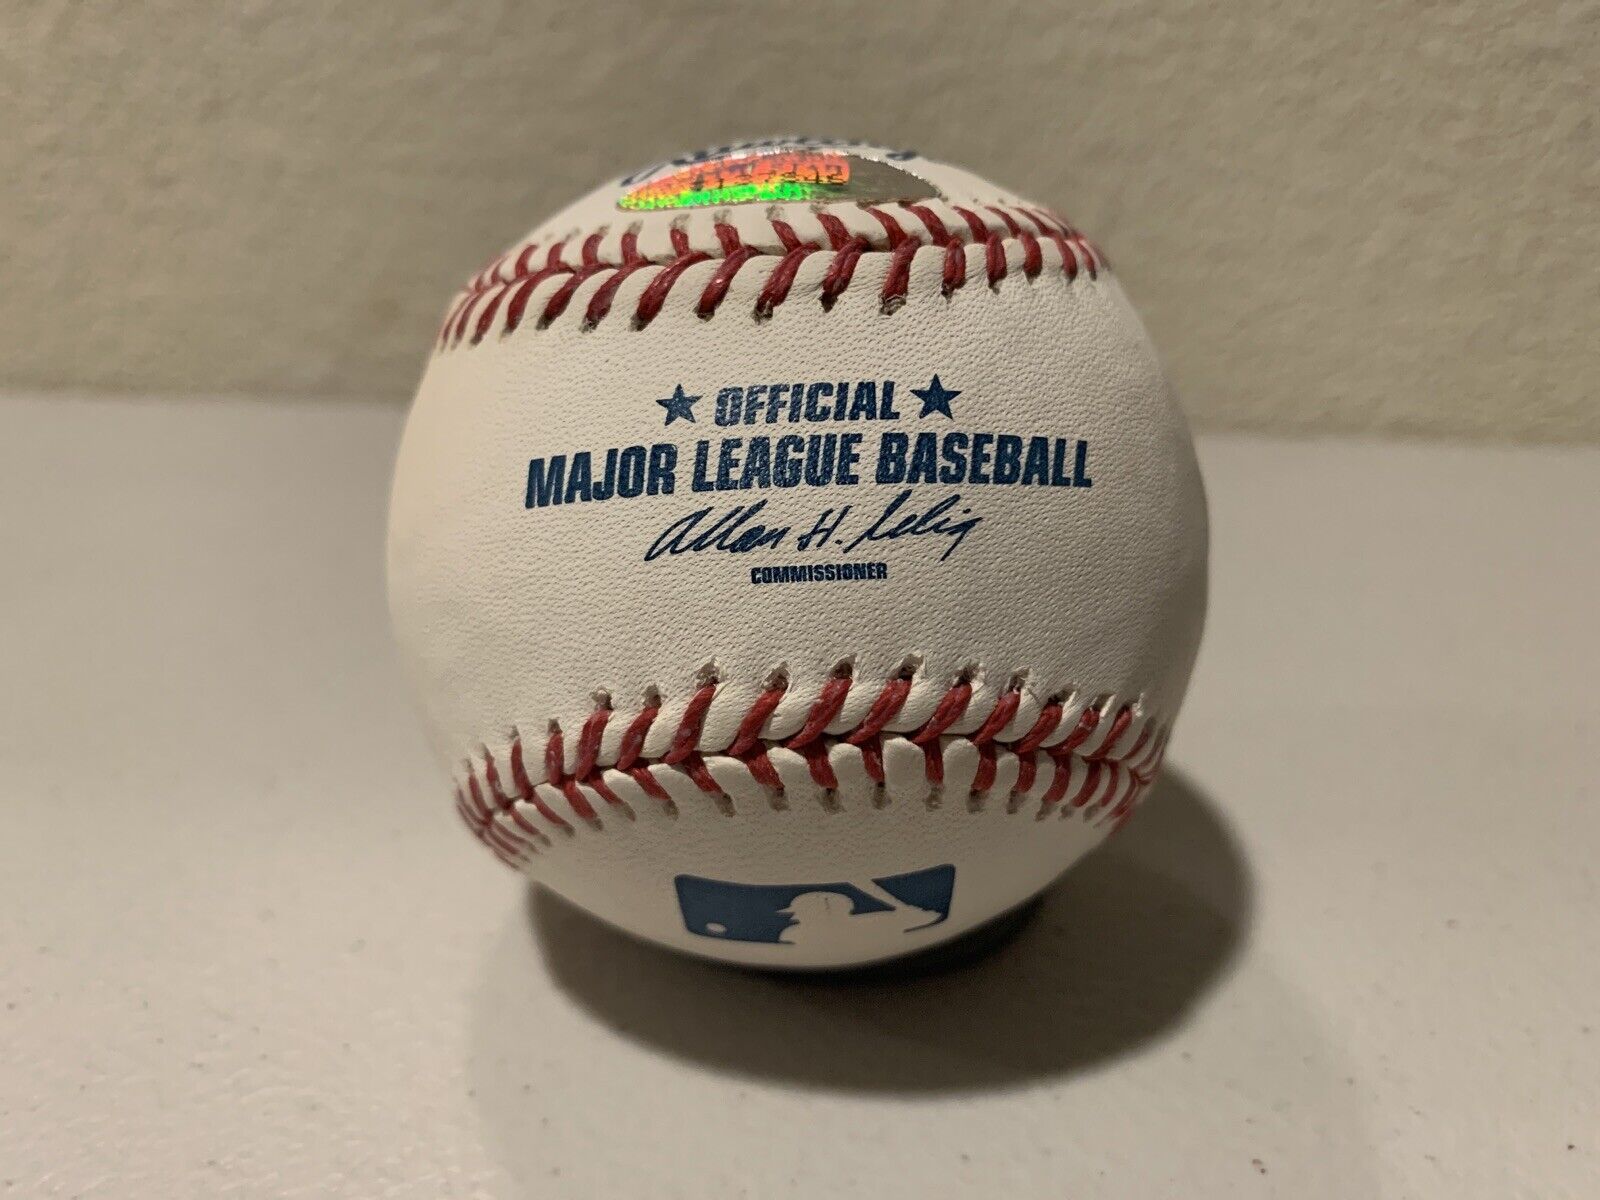 ★ OFFICIAL ★
MAJOR LEAGUE BASEBALL
Allan H. Selig
COMMISSIONER